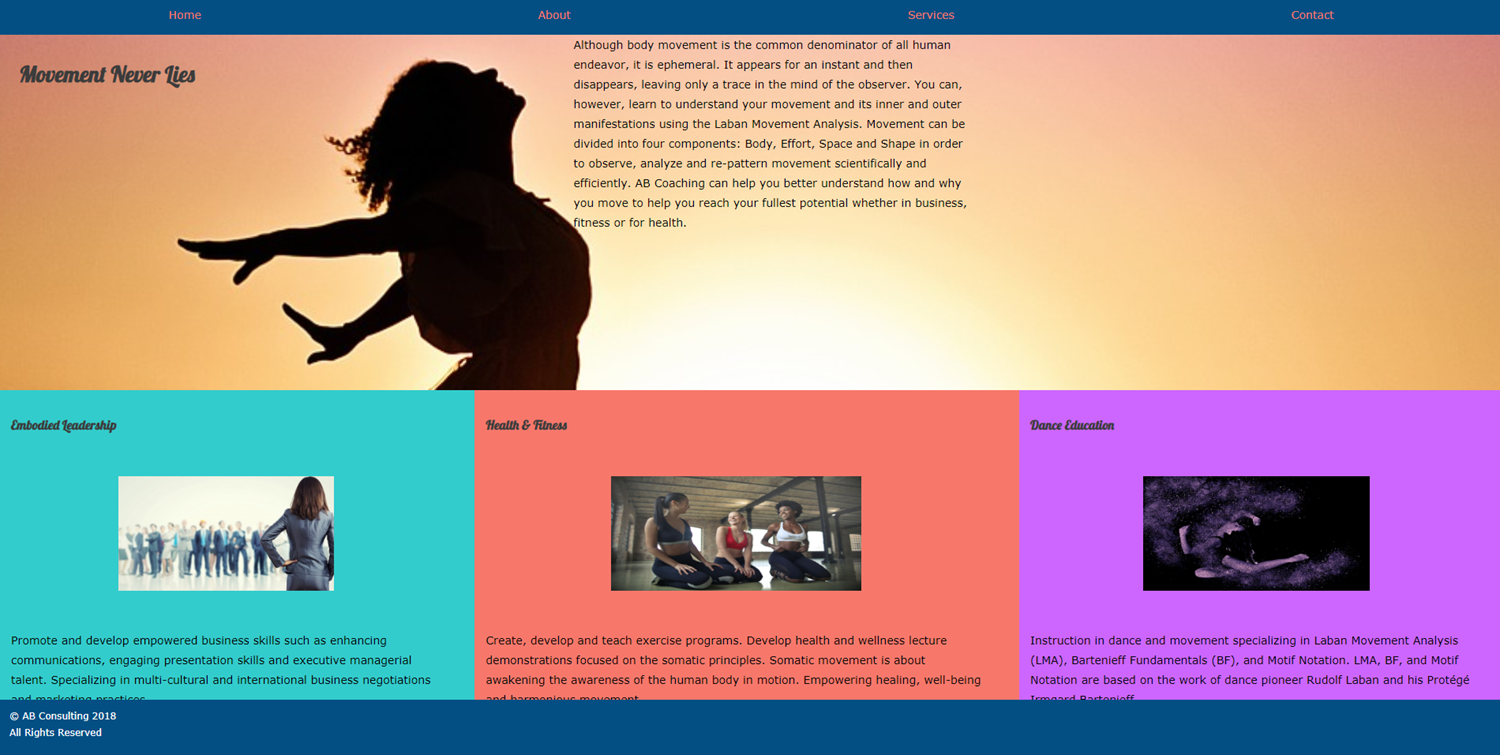 Home About Services Contact
Movement Never Lies
Although body movement is the common denominator of all human
endeavor, it is ephemeral. It appears for an instant and then
disappears, leaving only a trace in the mind of the observer. You can,
however, learn to understand your movement and its inner and outer
manifestations using the Laban Movement Analysis. Movement can be
divided into four components: Body, Effort, Space and Shape in order
to observe, analyze and re-pattern movement scientifically and
efficiently. AB Coaching can help you better understand how and why
you move to help you reach your fullest potential whether in business,
fitness or for health.
Embodied Leadership
Promote and develop empowered business skills such as enhancing
communications, engaging presentation skills and executive managerial
talent. Specializing in multi-cultural and international business negotiations
and marketing practices.
Health & Fitness
Create, develop and teach exercise programs. Develop health and wellness lecture
demonstrations focused on the somatic principles. Somatic movement is about
awakening the awareness of the human body in motion. Empowering healing, well-being
and harmonious movement.
Dance Education
Instruction in dance and movement specializing in Laban Movement Analysis
(LMA), Bartenieff Fundamentals (BF), and Motif Notation. LMA, BF, and Motif
Notation are based on the work of dance pioneer Rudolf Laban and his Protégé
Irmgard Bartenieff.
© AB Consulting 2018
All Rights Reserved